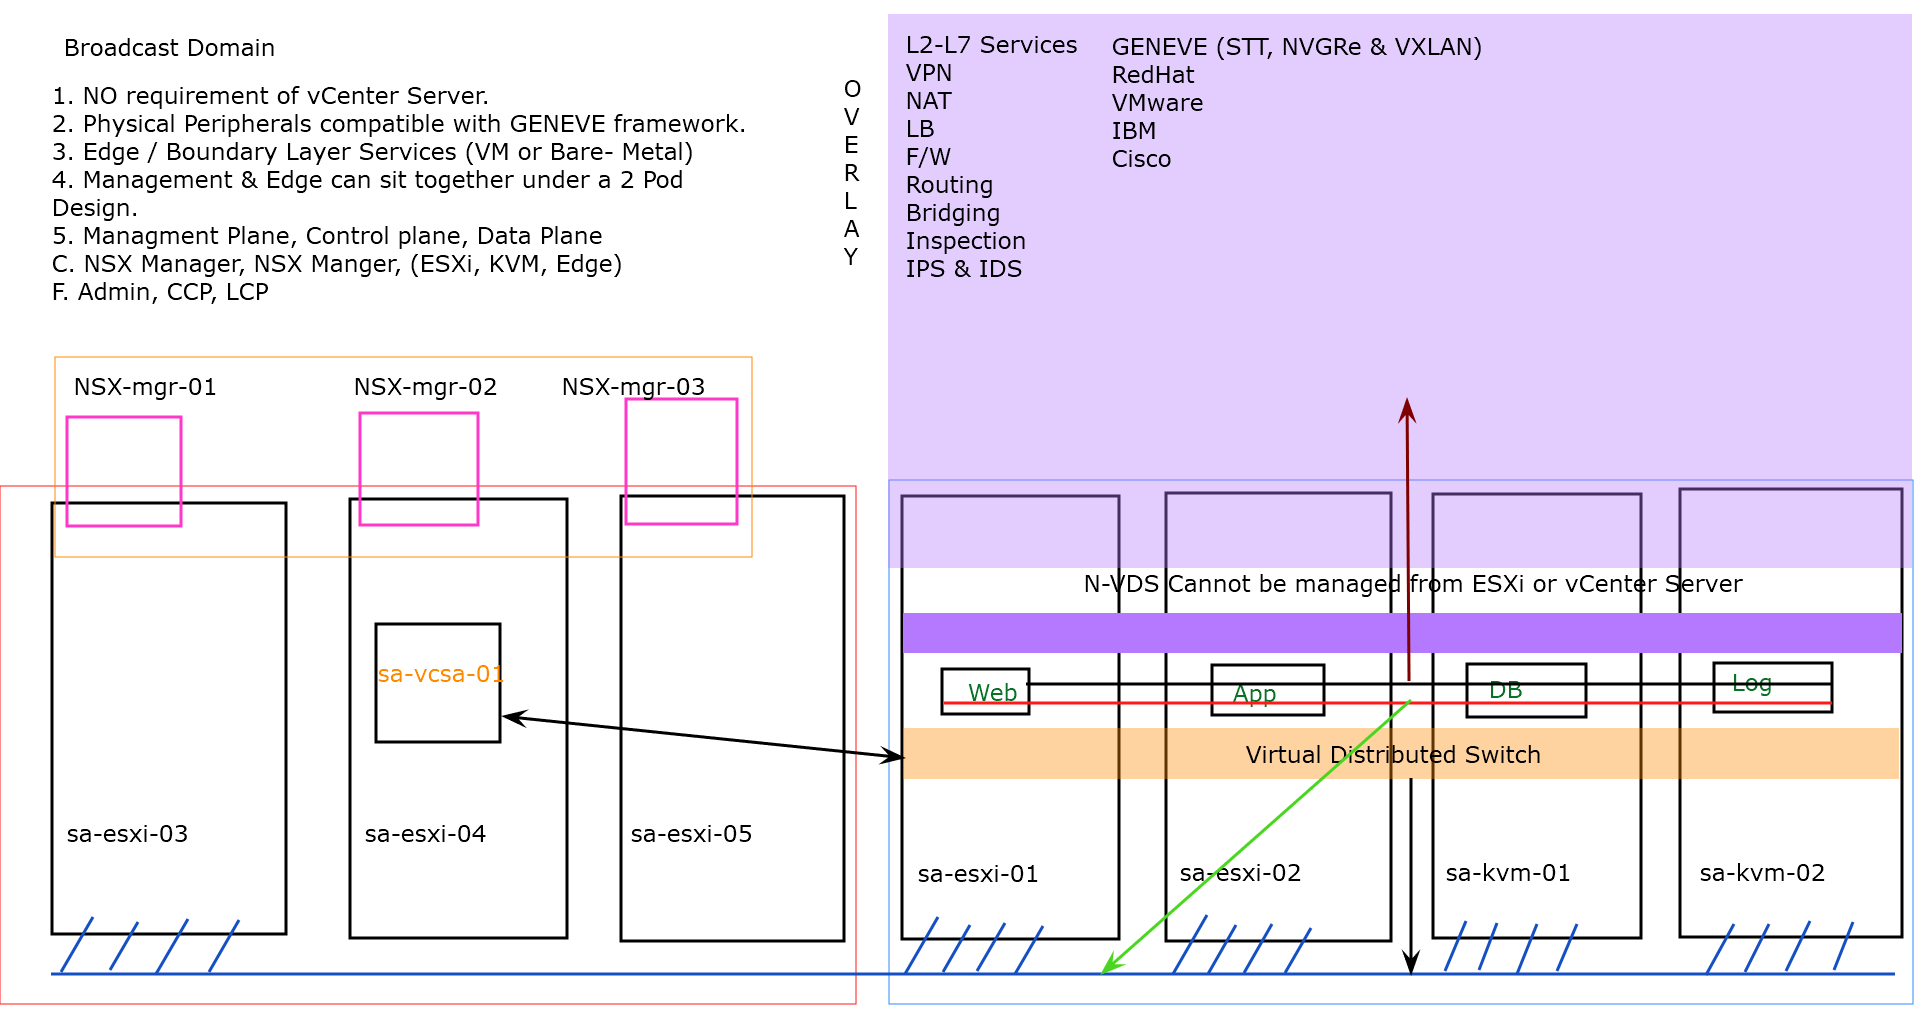 Broadcast Domain
1. NO requirement of vCenter Server.
2. Physical Peripherals compatible with GENEVE framework.
3. Edge / Boundary Layer Services (VM or Bare- Metal)
4. Management & Edge can sit together under a 2 Pod
Design.
5. Managment Plane, Control plane, Data Plane
C. NSX Manager, NSX Manger, (ESXi, KVM, Edge)
F. Admin, CCP, LCP
O
V
E
R
L
A
Y
L2-L7 Services
VPN
NAT
LB
F/W
Routing
Bridging
Inspection
IPS & IDS
GENEVE (STT, NVGRe & VXLAN)
RedHat
VMware
IBM
Cisco
NSX-mgr-01
NSX-mgr-02
NSX-mgr-03
sa-vcsa-01
sa-esxi-03
sa-esxi-04
sa-esxi-05
N-VDS Cannot be managed from ESXi or vCenter Server
Web
App
DB
Log
Virtual Distributed Switch
sa-esxi-01
sa-esxi-02
sa-kvm-01
sa-kvm-02